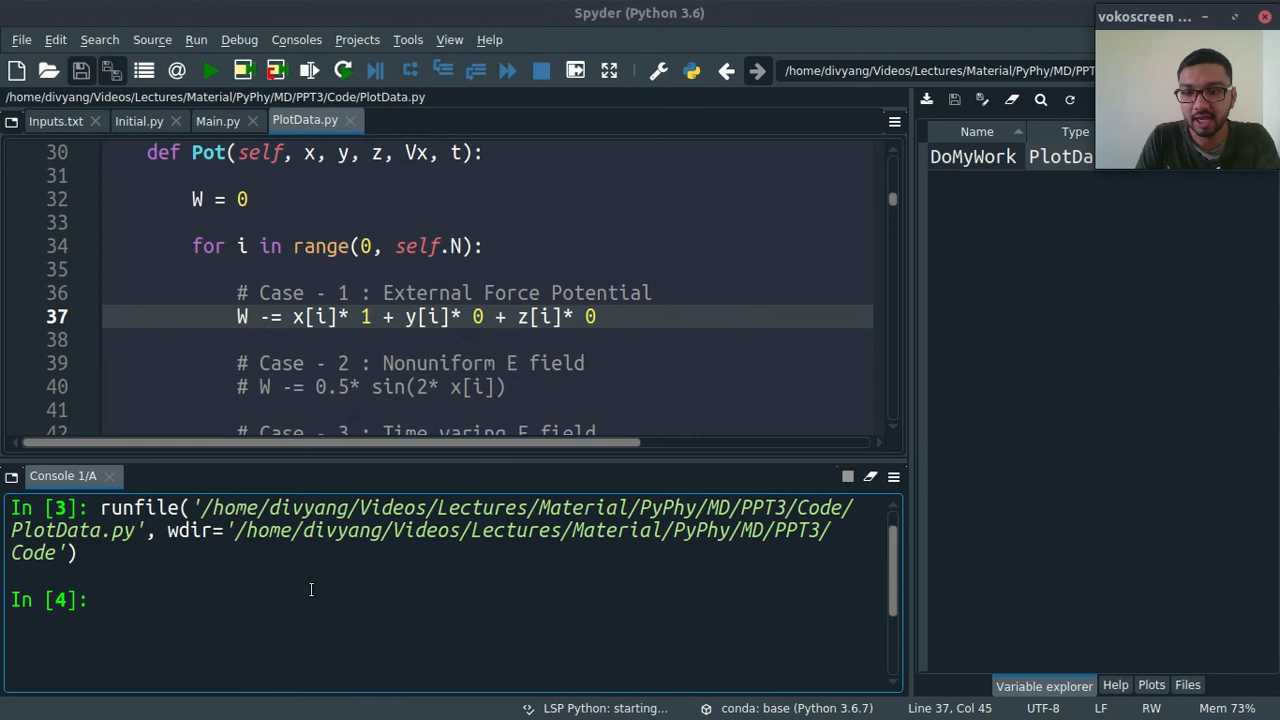 Spyder (Python 3.6)
vokoscreen ...
File Edit Search Source Run Debug Consoles Projects Tools View Help
/home/divyang/Videos/Lectures/Material/PyPhy/MD/PPT
/home/divyang/Videos/Lectures/Material/PyPhy/MD/PPT3/Code/PlotData.py
Inputs.txt Initial.py Main.py PlotData.py
Name Type
DoMyWork PlotDa
30 def Pot(self, x, y, z, Vx, t):
31
32 W = 0
33
34 for i in range(0, self.N):
35
36 # Case - 1 : External Force Potential
37 W -= x[i]* 1 + y[i]* 0 + z[i]* 0
38
39 # Case - 2 : Nonuniform E field
40 # W -= 0.5* sin(2* x[i])
41
42 # Case - 3 : Time varing E field
Console 1/A
In [3]: runfile('/home/divyang/Videos/Lectures/Material/PyPhy/MD/PPT3/Code/
PlotData.py', wdir='/home/divyang/Videos/Lectures/Material/PyPhy/MD/PPT3/
Code')
In [4]:
Variable explorer Help Plots Files
LSP Python: starting... conda: base (Python 3.6.7) Line 37, Col 45 UTF-8 LF RW Mem 73%